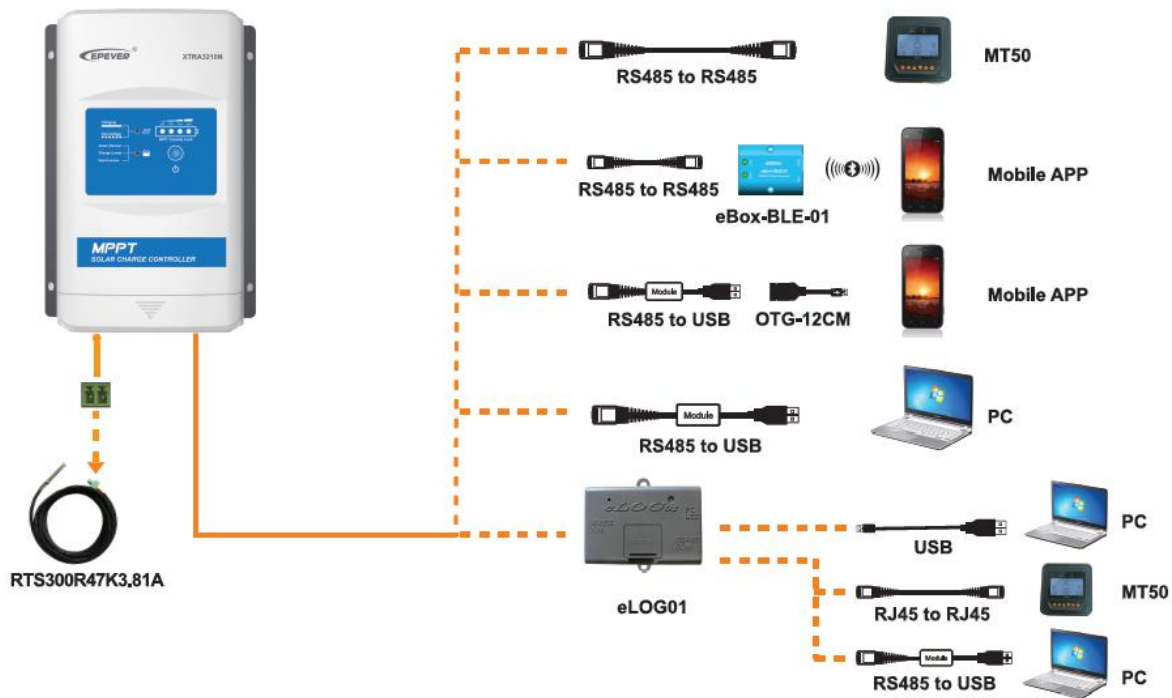 EPEVER®
XTRA3210N
MPPT
SOLAR CHARGE CONTROLLER
RTS300R47K3.81A
RS485 to RS485
MT50
RS485 to RS485
eBox-BLE-01
Mobile APP
Module
RS485 to USB
OTG-12CM
Mobile APP
Module
RS485 to USB
PC
eLOG01
eLOG01
USB
PC
RJ45 to RJ45
MT50
Module
RS485 to USB
PC